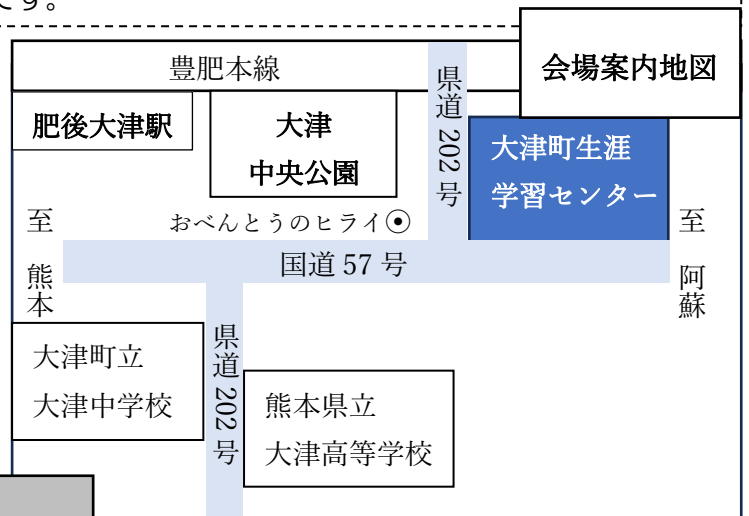 です。
会場案内地図
豊肥本線
県道202号
肥後大津駅
大津
中央公園
大津町生涯
学習センター
おべんとうのヒライ
至 熊本
至 阿蘇
国道 57 号
大津町立
大津中学校
県道202号
熊本県立
大津高等学校